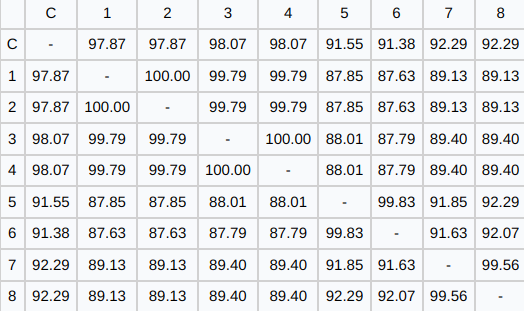 C 1 2 3 4 5 6 7 8
C - 97.87 97.87 98.07 98.07 91.55 91.38 92.29 92.29
1 97.87 - 100.00 99.79 99.79 87.85 87.63 89.13 89.13
2 97.87 100.00 - 99.79 99.79 87.85 87.63 89.13 89.13
3 98.07 99.79 99.79 - 100.00 88.01 87.79 89.40 89.40
4 98.07 99.79 99.79 100.00 - 88.01 87.79 89.40 89.40
5 91.55 87.85 87.85 88.01 88.01 - 99.83 91.85 92.29
6 91.38 87.63 87.63 87.79 87.79 99.83 - 91.63 92.07
7 92.29 89.13 89.13 89.40 89.40 91.85 91.63 - 99.56
8 92.29 89.13 89.13 89.40 89.40 92.29 92.07 99.56 -